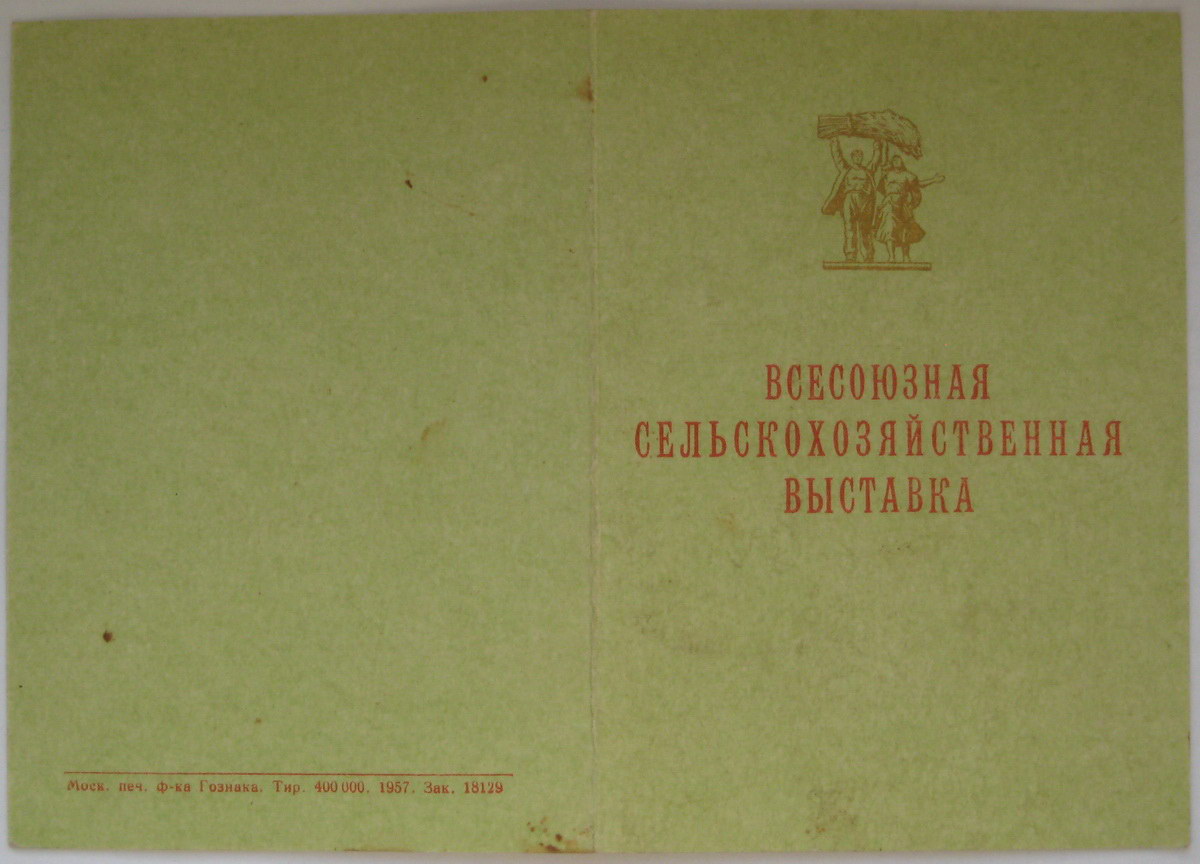 ВСЕСОЮЗНАЯ
СЕЛЬСКОХОЗЯЙСТВЕННАЯ
ВЫСТАВКА
Моск. печ. ф-ка Гознака. Тир. 400 000. 1957. Зак. 18129